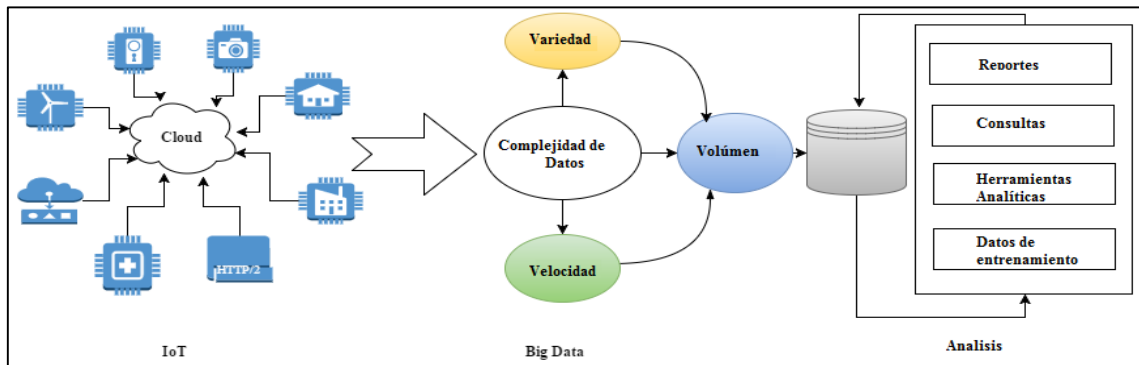 Cloud
HTTP/2
IoT
Variedad
Complejidad de
Datos
Volúmen
Velocidad
Big Data
Reportes
Consultas
Herramientas
Analíticas
Datos de
entrenamiento
Analisis